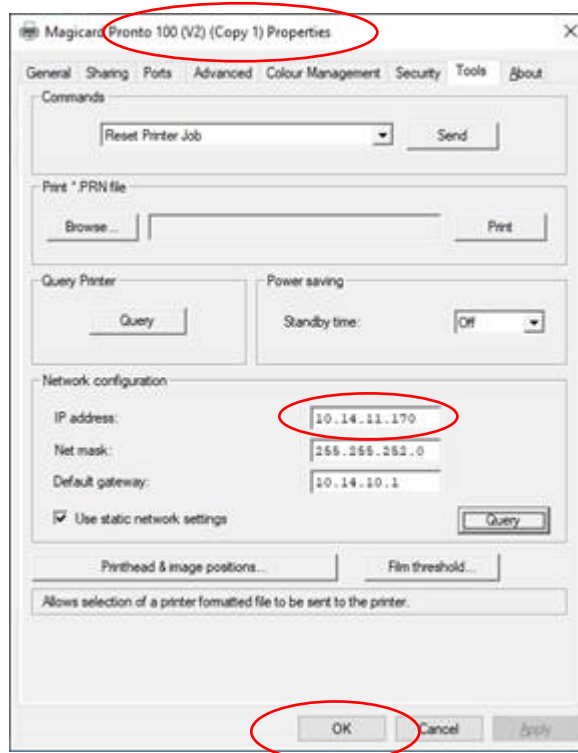 Magicard Pronto 100 (V2) (Copy 1) Properties
General Sharing Ports Advanced Colour Management Security Tools About
Commands
Reset Printer Job Send
Print *.PRN file
Browse... Print
Query Printer Power saving
Query Standby time: Off
Network configuration
IP address: 10.14.11.170
Net mask: 255.255.252.0
Default gateway: 10.14.10.1
Use static network settings Query
Printhead & image positions... Film threshold...
Allows selection of a printer formatted file to be sent to the printer.
OK Cancel Apply